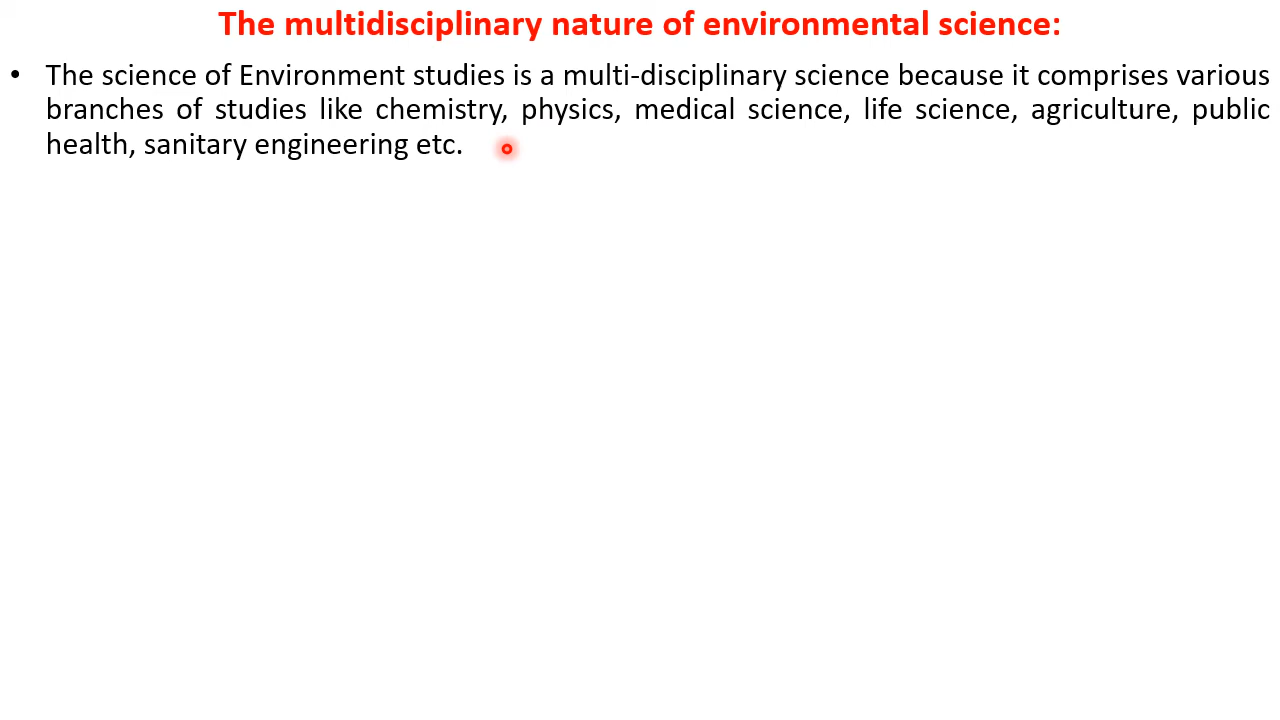 The multidisciplinary nature of environmental science:
• The science of Environment studies is a multi-disciplinary science because it comprises various
branches of studies like chemistry, physics, medical science, life science, agriculture, public
health, sanitary engineering etc.